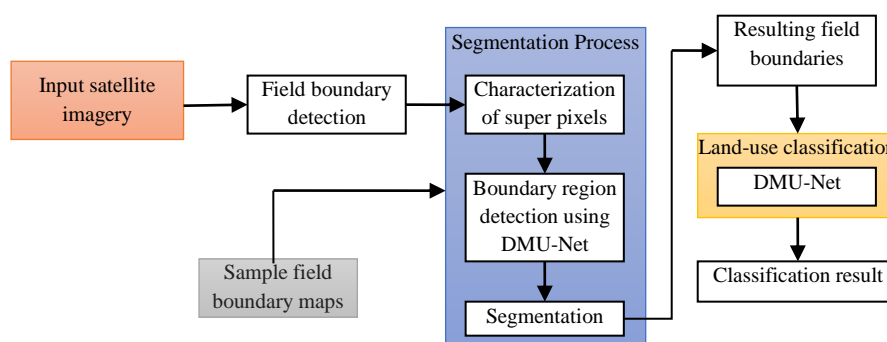 Input satellite
imagery
Field boundary
detection
Sample field
boundary maps
Segmentation Process
Characterization
of super pixels
Boundary region
detection using
DMU-Net
Segmentation
Resulting field
boundaries
Land-use classification
DMU-Net
Classification result